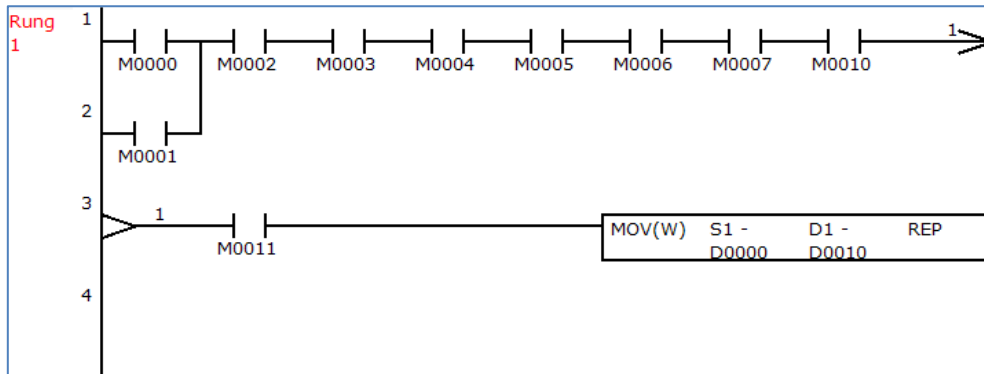 Rung 1
1
1
M0000 M0002 M0003 M0004 M0005 M0006 M0007 M0010
2
M0001
3
1
M0011
MOV(W) S1 - D1 - REP
D0000 D0010
4